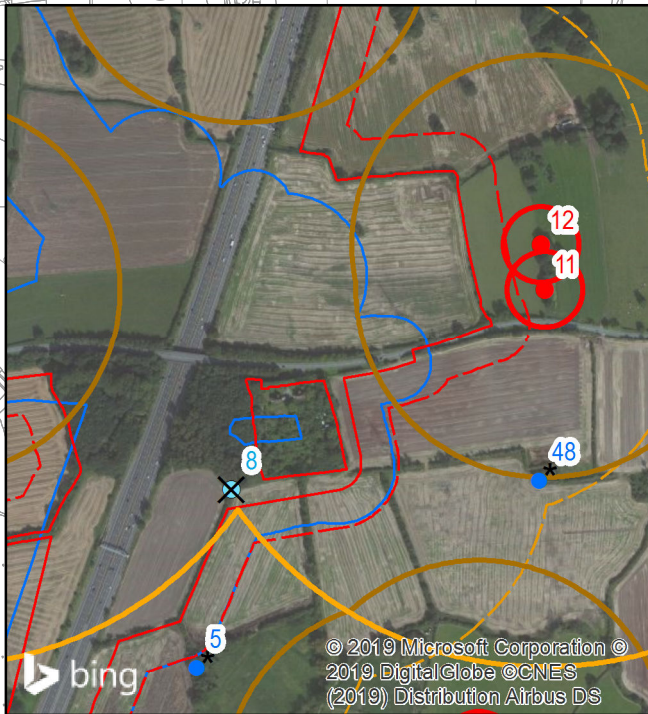 12
11
48
*
8
5
*
bing
© 2019 Microsoft Corporation ©
2019 DigitalGlobe ©CNES
(2019) Distribution Airbus DS